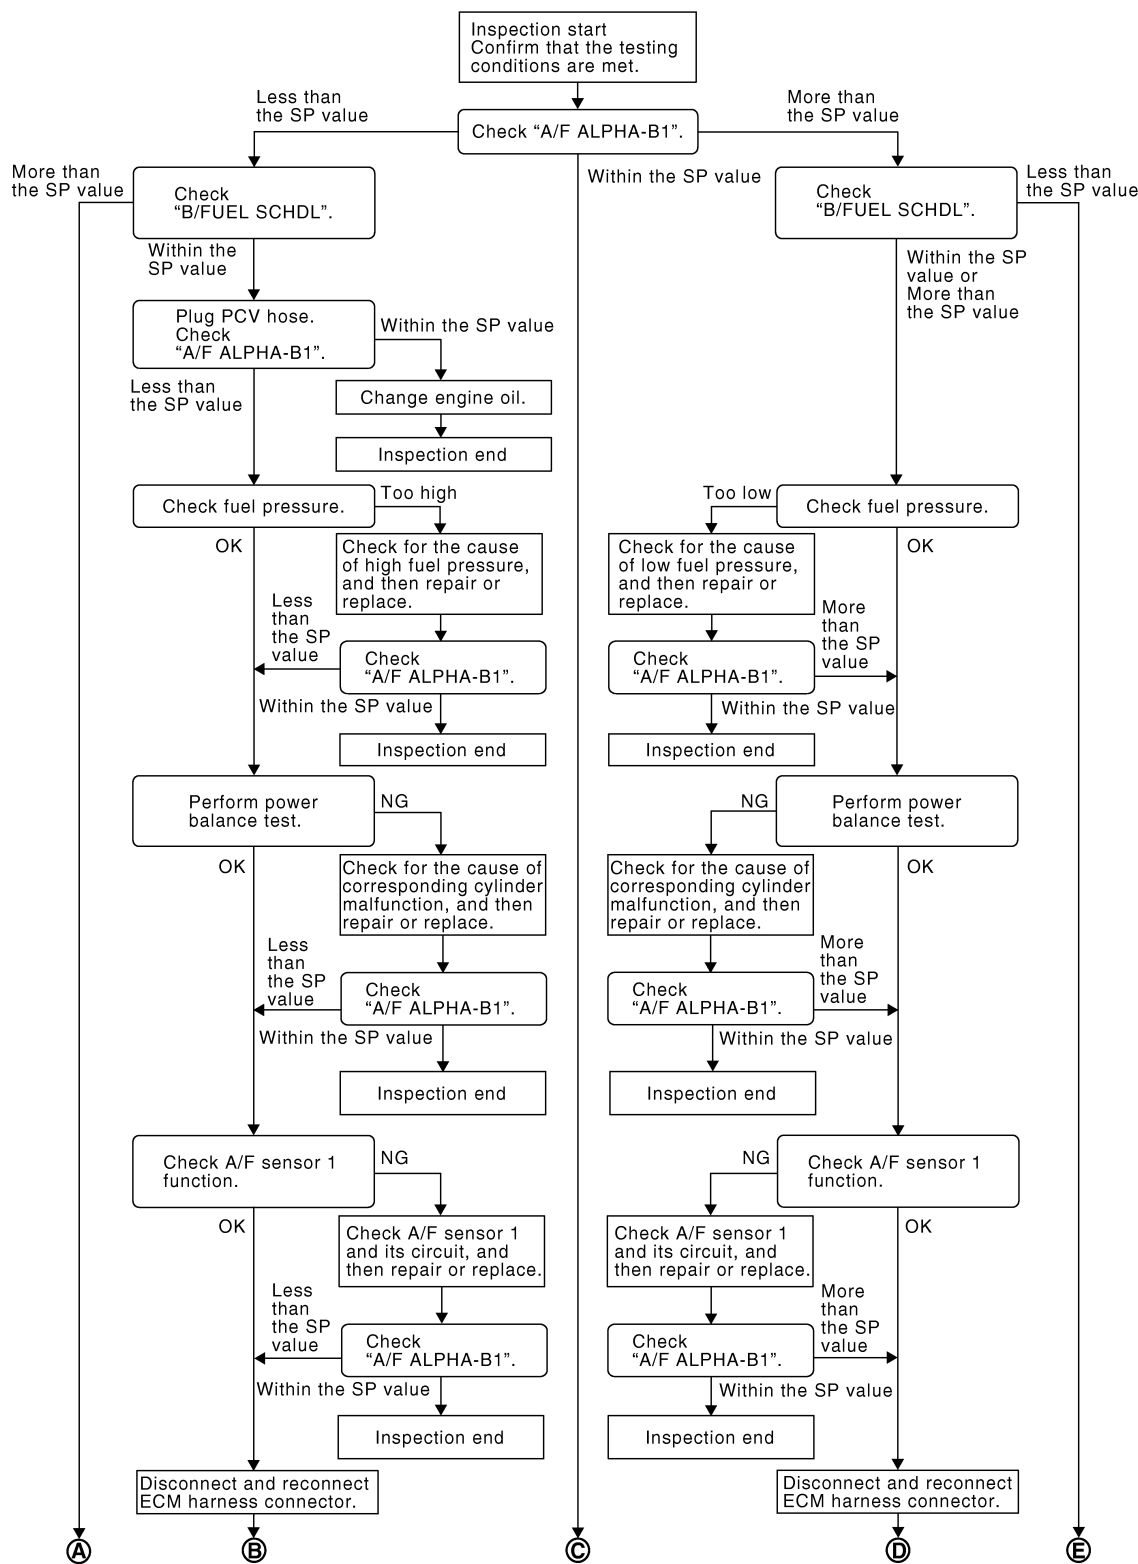 Inspection start
Confirm that the testing
conditions are met.
Less than
the SP value
Check “A/F ALPHA-B1”.
More than
the SP value
More than
the SP value
Check
“B/FUEL SCHDL”.
Within the SP value
Check
“B/FUEL SCHDL”.
Less than
the SP value
Within the
SP value
Within the SP
value or
More than
the SP value
Plug PCV hose.
Check
“A/F ALPHA-B1”.
Within the SP value
Less than
the SP value
Change engine oil.
Inspection end
Check fuel pressure.
Too high
Too low
Check fuel pressure.
OK
Check for the cause
of high fuel pressure,
and then repair or
replace.
Check for the cause
of low fuel pressure,
and then repair or
replace.
OK
Less
than
the SP
value
Check
“A/F ALPHA-B1”.
Check
“A/F ALPHA-B1”.
More
than
the SP
value
Within the SP value
Within the SP value
Inspection end
Inspection end
Perform power
balance test.
NG
NG
Perform power
balance test.
OK
Check for the cause of
corresponding cylinder
malfunction, and then
repair or replace.
Check for the cause of
corresponding cylinder
malfunction, and then
repair or replace.
OK
Less
than
the SP
value
Check
“A/F ALPHA-B1”.
Check
“A/F ALPHA-B1”.
More
than
the SP
value
Within the SP value
Within the SP value
Inspection end
Inspection end
Check A/F sensor 1
function.
NG
NG
Check A/F sensor 1
function.
OK
Check A/F sensor 1
and its circuit, and
then repair or replace.
Check A/F sensor 1
and its circuit, and
then repair or replace.
OK
Less
than
the SP
value
Check
“A/F ALPHA-B1”.
Check
“A/F ALPHA-B1”.
More
than
the SP
value
Within the SP value
Within the SP value
Inspection end
Inspection end
Disconnect and reconnect
ECM harness connector.
Disconnect and reconnect
ECM harness connector.
A
B
C
D
E